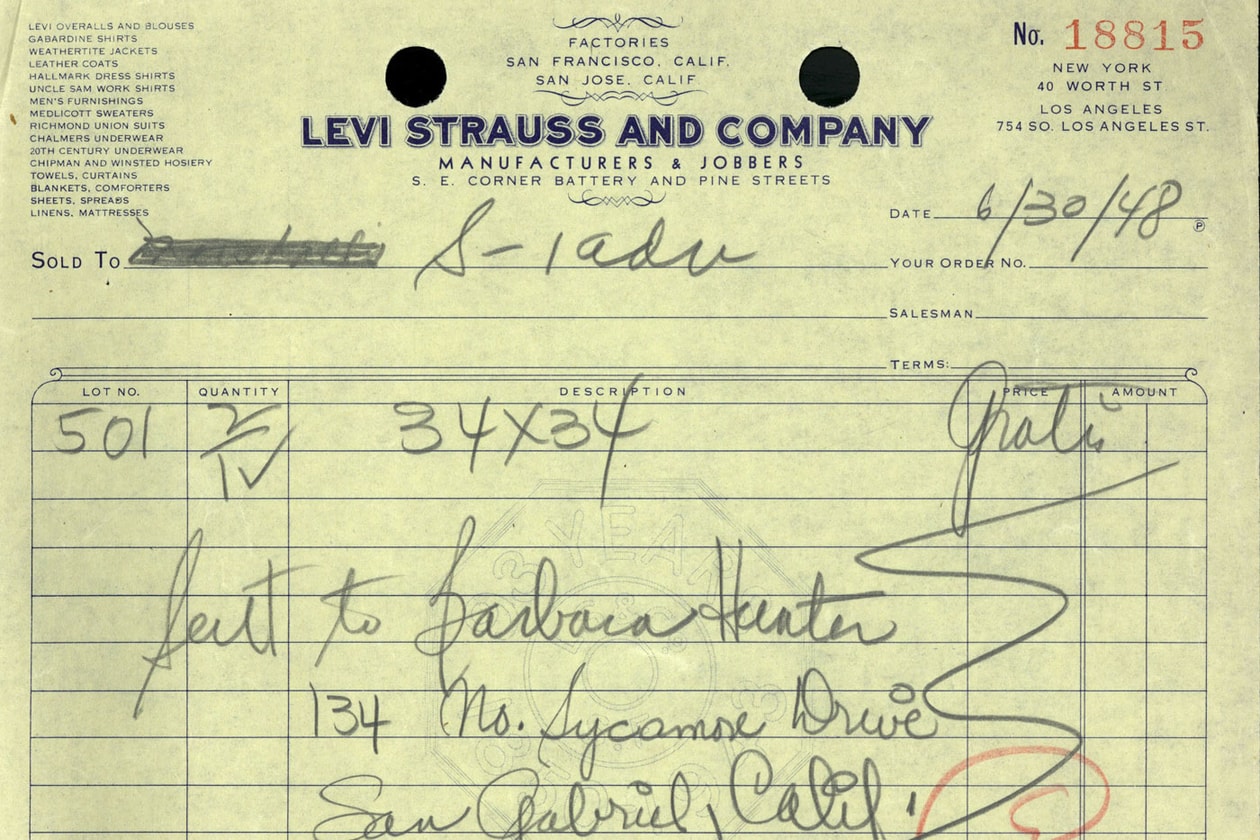 LEVI OVERALLS AND BLOUSES
GABARDINE SHIRTS
WEATHERTITE JACKETS
LEATHER COATS
HALLMARK DRESS SHIRTS
UNCLE SAM WORK SHIRTS
MEN'S FURNISHINGS
MEDLICOTT SWEATERS
RICHMOND UNION SUITS
CHALMERS UNDERWEAR
20TH CENTURY UNDERWEAR
CHIPMAN AND WINSTED HOSIERY
TOWELS, CURTAINS
BLANKETS, COMFORTERS
SHEETS, SPREADS
LINENS, MATTRESSES
FACTORIES
SAN FRANCISCO, CALIF.
SAN JOSE, CALIF
LEVI STRAUSS AND COMPANY
MANUFACTURERS & JOBBERS
S. E. CORNER BATTERY AND PINE STREETS
No. 18815
NEW YORK
40 WORTH ST
LOS ANGELES
754 SO. LOS ANGELES ST.
DATE 6/30/48
P
SOLD TO S-1 adv
YOUR ORDER NO.
SALESMAN
TERMS:
LOT NO. QUANTITY DESCRIPTION PRICE AMOUNT
501 2/ 34X34 Gratis
Sent to Barbara Hunter
134 No. Sycamore Drive
San Gabriel, Calif.